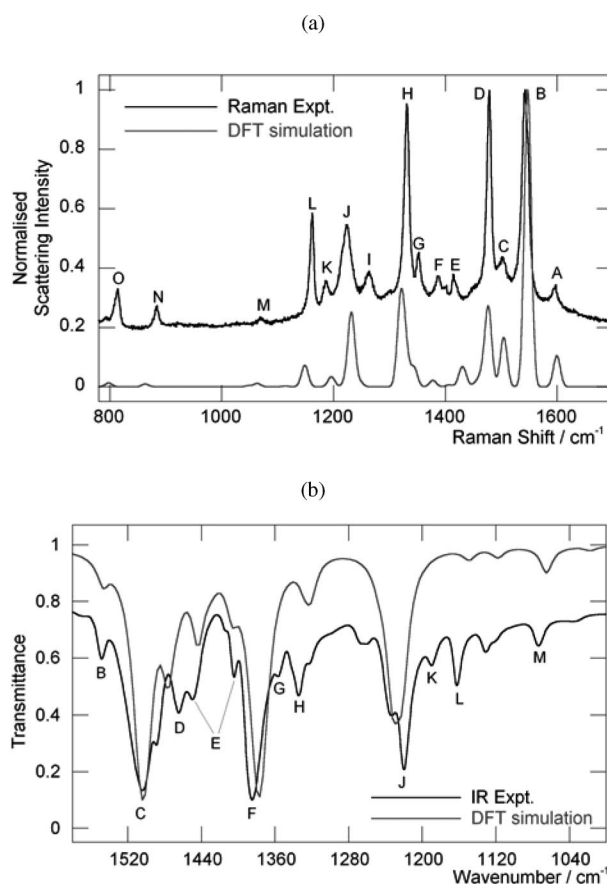 (a)
Raman Expt.
DFT simulation
Normalised
Scattering Intensity
1
0.8
0.6
0.4
0.2
0
O
N
M
L
K
J
I
H
G
F
E
D
C
B
A
800
1000
1200
1400
1600
Raman Shift / cm-1
(b)
Transmittance
1
0.8
0.6
0.4
0.2
0
B
C
D
E
F
G
H
J
K
L
M
IR Expt.
DFT simulation
1520
1440
1360
1280
1200
1120
1040
Wavenumber / cm-1